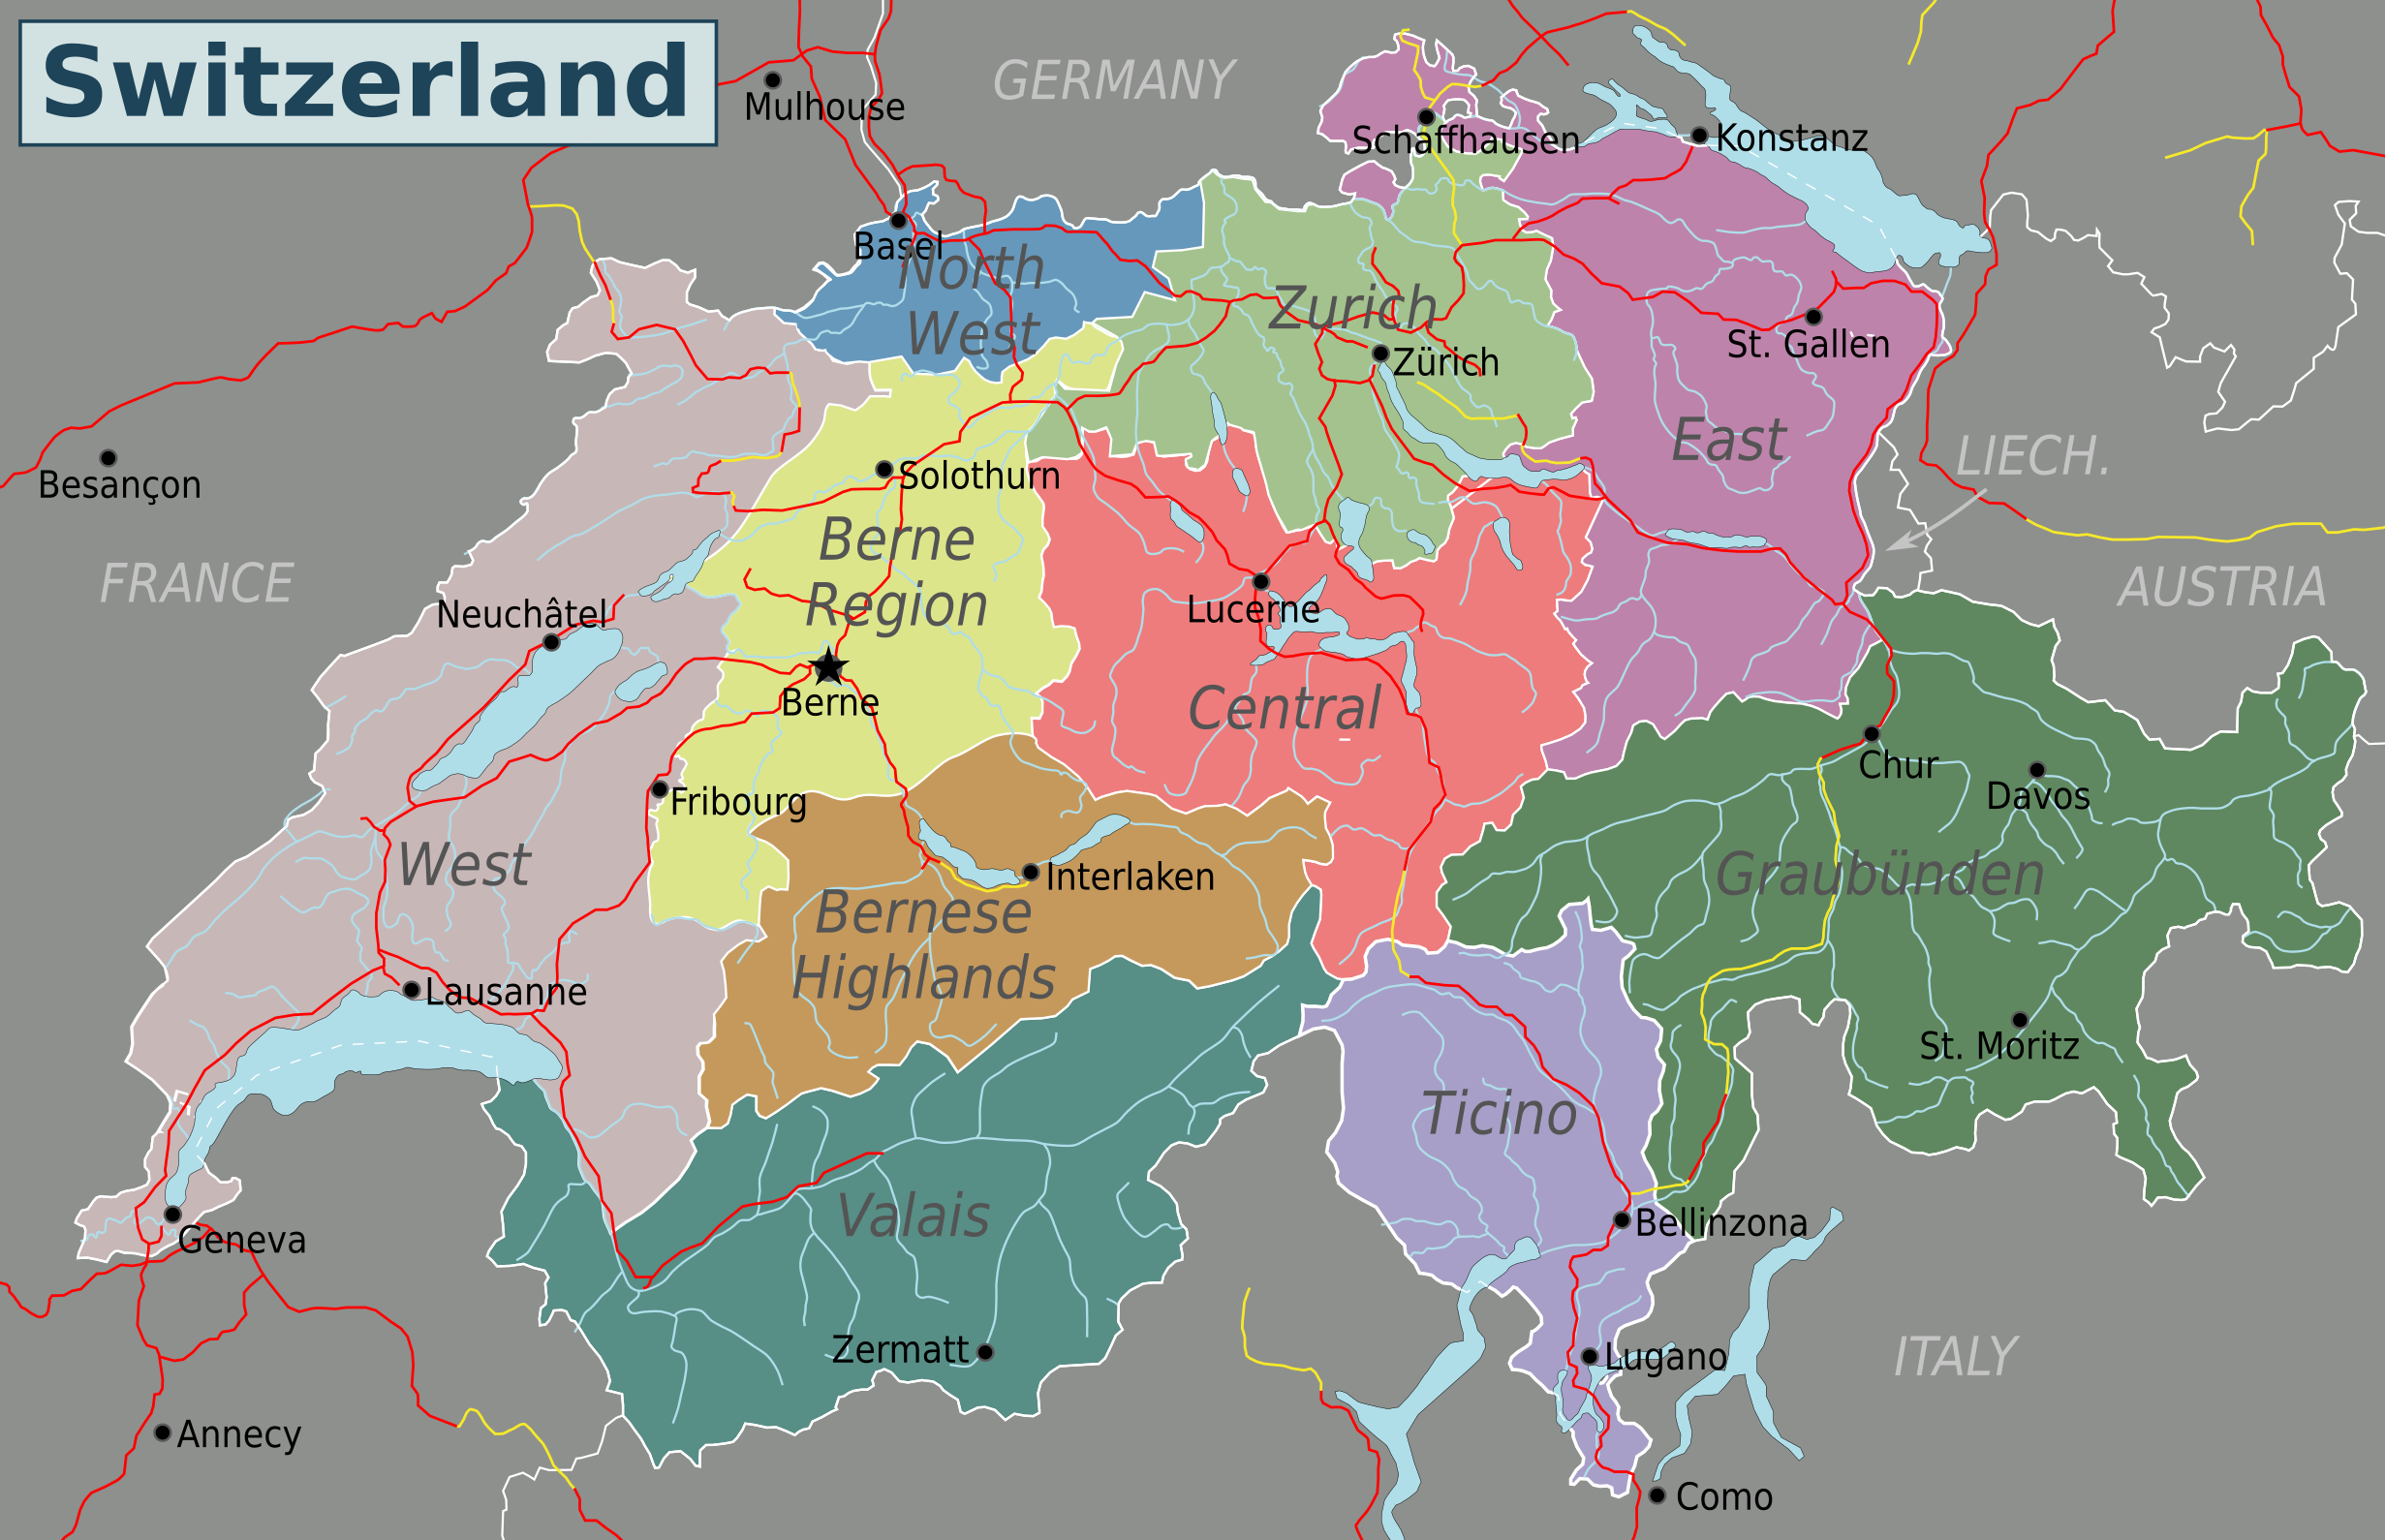 Switzerland
GERMANY
Mulhouse
Schaffhausen
Konstanz
Basel
North
West
Zurich
St. Gallen
Zürich
East
LIECH.
Besançon
Solothurn
Berne
Region
FRANCE
AUSTRIA
Neuchâtel
Lucerne
Berne
Central
Chur
Davos
Fribourg
West
Interlaken
Graubünden
Bernese
Highlands
Lausanne
St. Moritz
Ticino
Valais
Bellinzona
Geneva
Zermatt
Lugano
ITALY
Annecy
Como